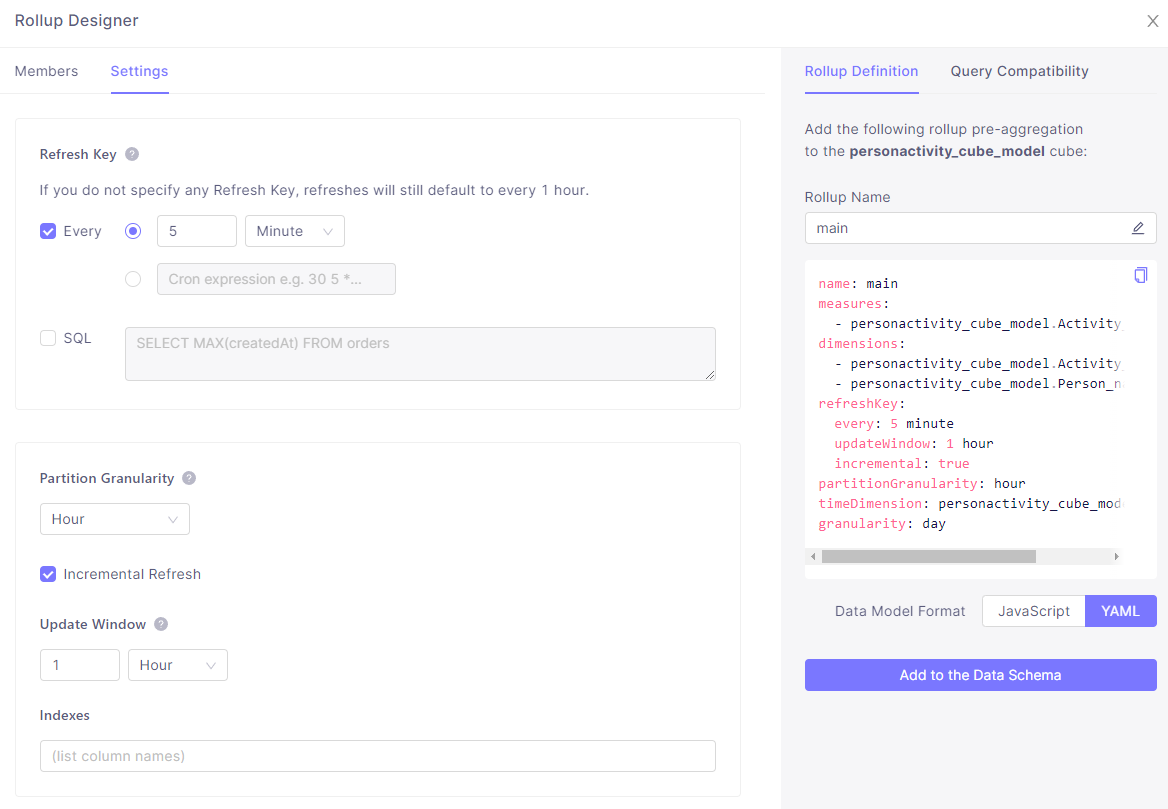 Rollup Designer
Members Settings
Refresh Key ?
If you do not specify any Refresh Key, refreshes will still default to every 1 hour.
Every 5 Minute
Cron expression e.g. 30 5 *...
SQL SELECT MAX(createdAt) FROM orders
Partition Granularity ?
Hour
Incremental Refresh
Update Window ?
1 Hour
Indexes
(list column names)
Rollup Definition Query Compatibility
Add the following rollup pre-aggregation
to the personactivity_cube_model cube:
Rollup Name
main
name: main
measures:
- personactivity_cube_model.Activity_
dimensions:
- personactivity_cube_model.Activity_
- personactivity_cube_model.Person_n
refreshKey:
every: 5 minute
updateWindow: 1 hour
incremental: true
partitionGranularity: hour
timeDimension: personactivity_cube_mod
granularity: day
Data Model Format JavaScript YAML
Add to the Data Schema